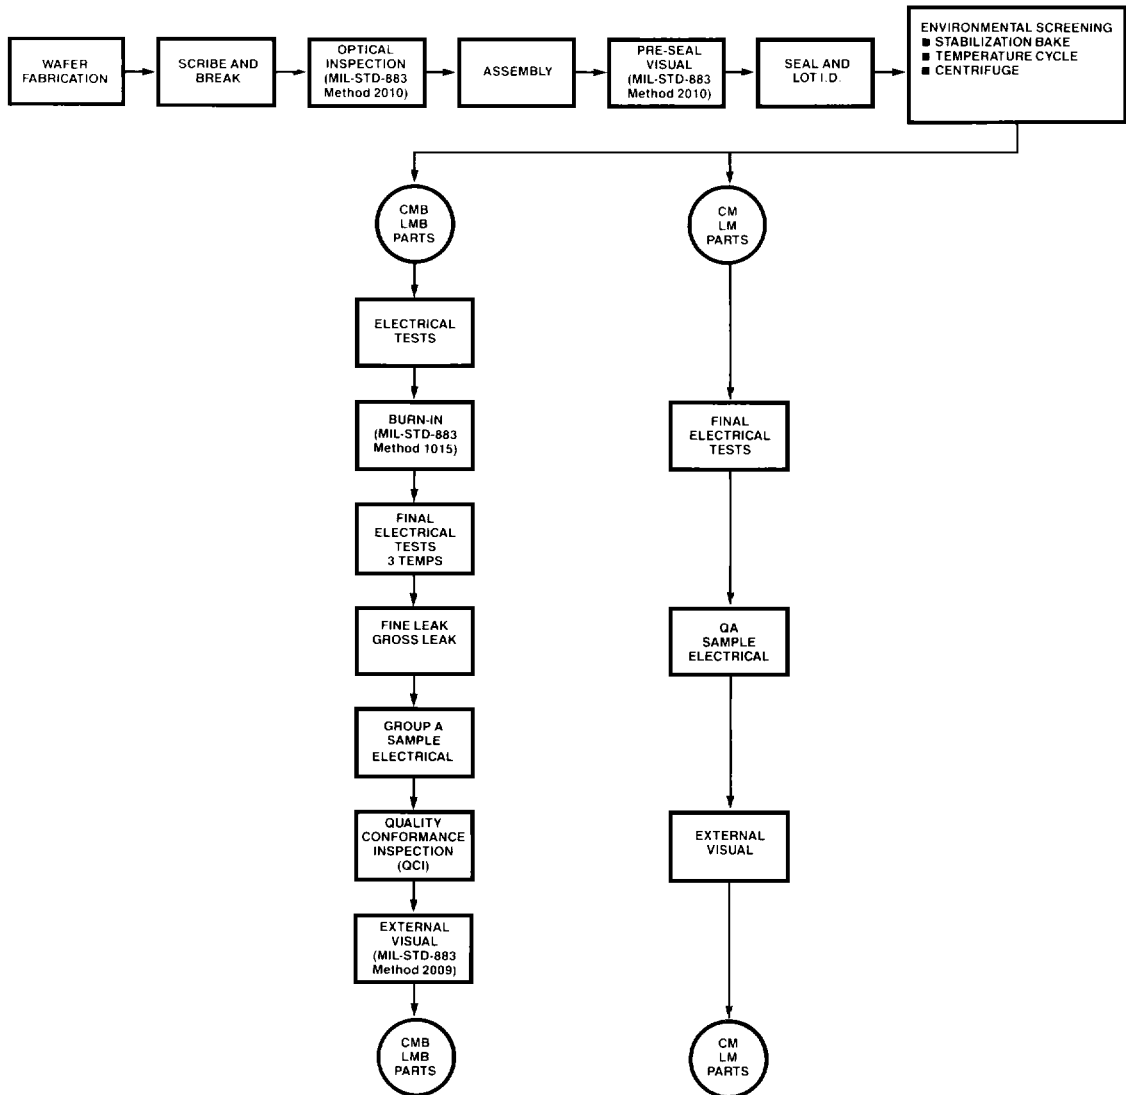 WAFER
FABRICATION
SCRIBE AND
BREAK
OPTICAL
INSPECTION
(MIL-STD-883
Method 2010)
ASSEMBLY
PRE-SEAL
VISUAL
(MIL-STD-883
Method 2010)
SEAL AND
LOT I.D.
ENVIRONMENTAL SCREENING
■ STABILIZATION BAKE
■ TEMPERATURE CYCLE
■ CENTRIFUGE
CMB
LMB
PARTS
ELECTRICAL
TESTS
BURN-IN
(MIL-STD-883
Method 1015)
FINAL
ELECTRICAL
TESTS
3 TEMPS
FINE LEAK
GROSS LEAK
GROUP A
SAMPLE
ELECTRICAL
QUALITY
CONFORMANCE
INSPECTION
(QCI)
EXTERNAL
VISUAL
(MIL-STD-883
Method 2009)
CMB
LMB
PARTS
CM
LM
PARTS
FINAL
ELECTRICAL
TESTS
QA
SAMPLE
ELECTRICAL
EXTERNAL
VISUAL
CM
LM
PARTS